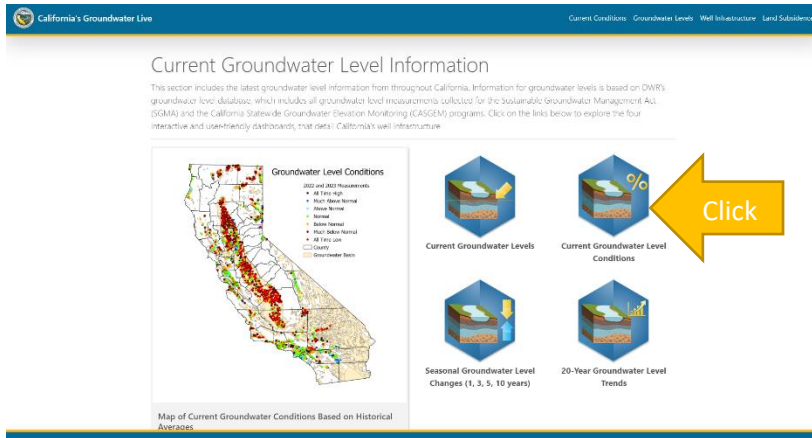 California's Groundwater Live
Current Conditions Groundwater Levels Well Infrastructure Land Subsidence
Current Groundwater Level Information
This section includes the latest groundwater level information from throughout California. Information for groundwater levels is based on DWR's
groundwater level database, which includes all groundwater level measurements collected for the Sustainable Groundwater Management Act
(SGMA) and the California Statewide Groundwater Elevation Monitoring (CASGEM) programs. Click on the links below to explore the four
interactive and user-friendly dashboards, that detail California's well infrastructure
Groundwater Level Conditions
2022 and 2023 Measurements
All Time High
Much Above Normal
Above Normal
Normal
Below Normal
Much Below Normal
All Time Low
County
Groundwater Basin
%
Click
Current Groundwater Levels
Current Groundwater Level
Conditions
Seasonal Groundwater Level
Changes (1, 3, 5, 10 years)
20-Year Groundwater Level
Trends
Map of Current Groundwater Conditions Based on Historical
Averages